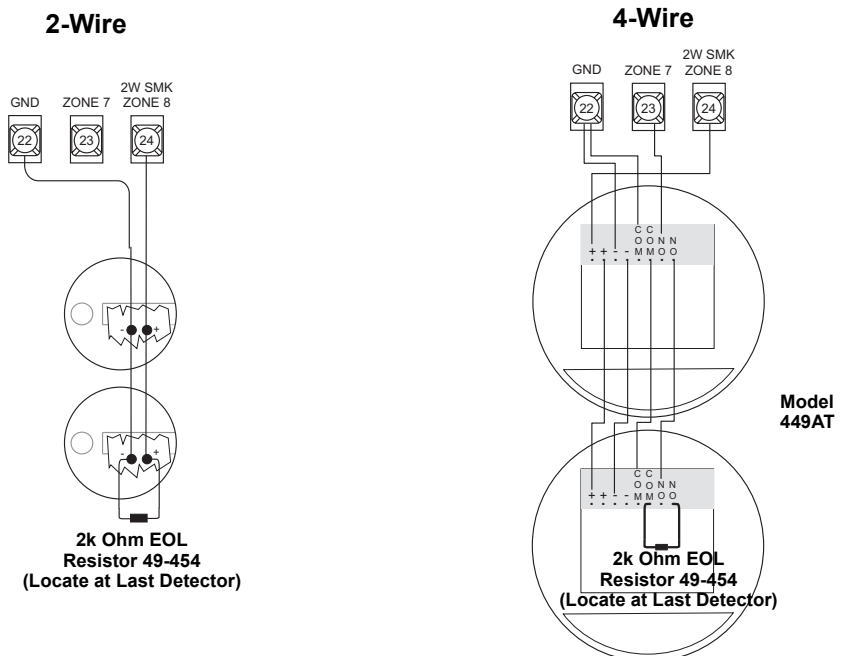 2-Wire
GND
ZONE 7
2W SMK
ZONE 8
22
23
24
- +
- +
2k Ohm EOL
Resistor 49-454
(Locate at Last Detector)
4-Wire
GND
ZONE 7
2W SMK
ZONE 8
22
23
24
+ + - - COM COM NO NO
Model
449AT
+ + - - COM COM NO NO
2k Ohm EOL
Resistor 49-454
(Locate at Last Detector)